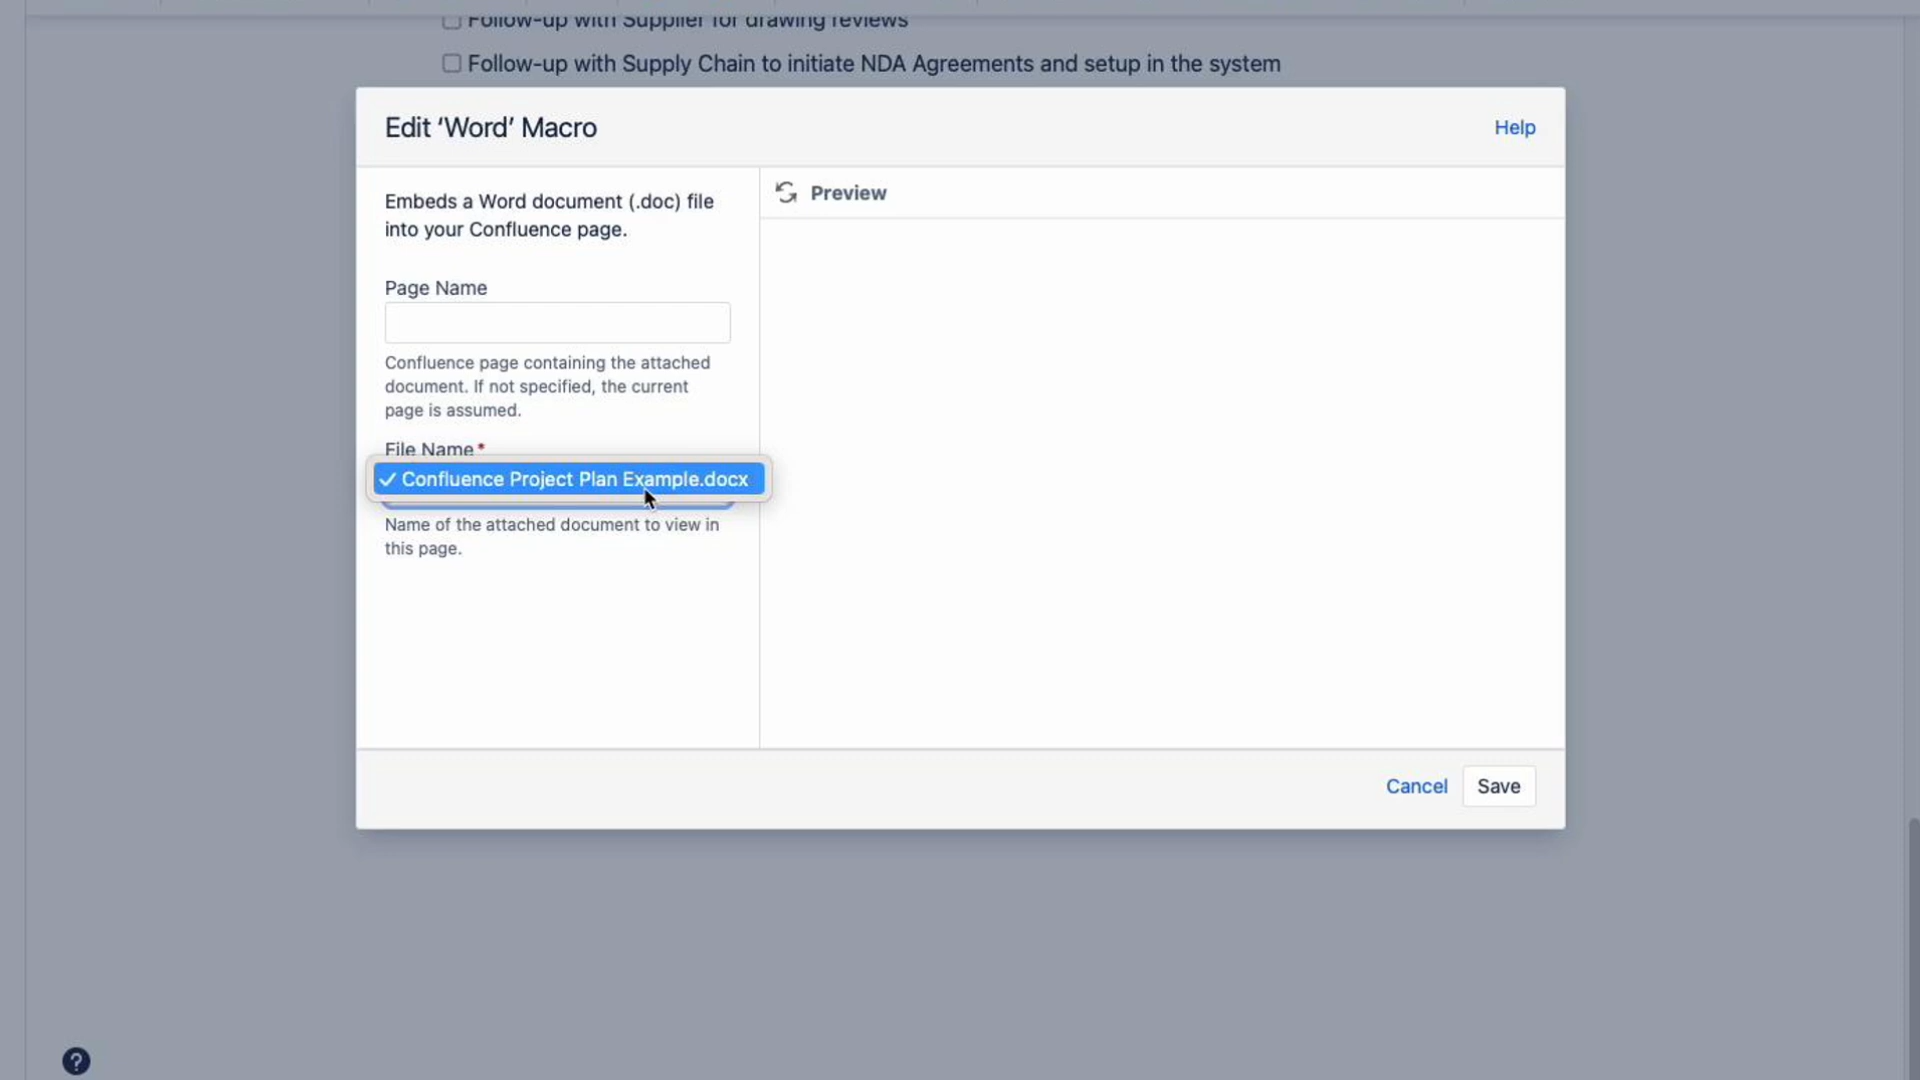 Follow-up with Supplier for drawing reviews
Follow-up with Supply Chain to initiate NDA Agreements and setup in the system
Edit ‘Word’ Macro
Help
Embeds a Word document (.doc) file
into your Confluence page.
Preview
Page Name
Confluence page containing the attached
document. If not specified, the current
page is assumed.
File Name*
✓ Confluence Project Plan Example.docx
Name of the attached document to view in
this page.
Cancel
Save
?